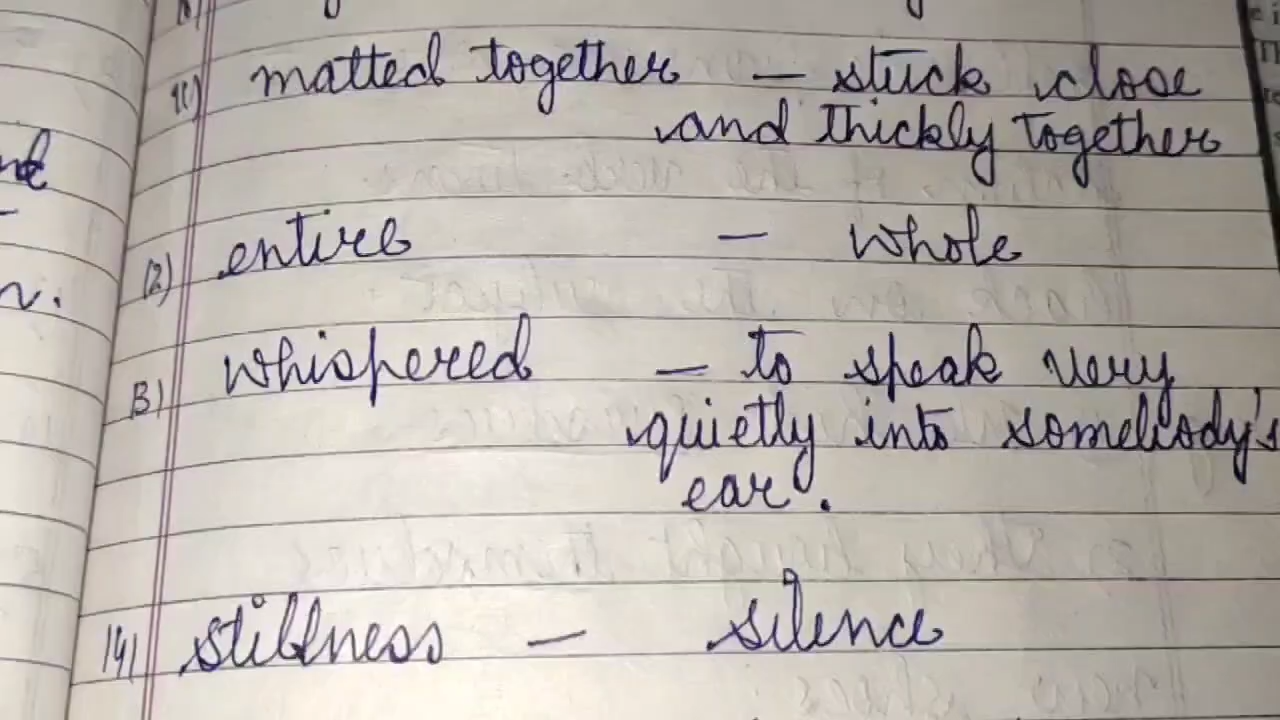 11) matted together — stuck close
and thickly together
12) entire — whole
13) whispered — to speak very
quietly into somebody's
ear.
14) stillness — silence